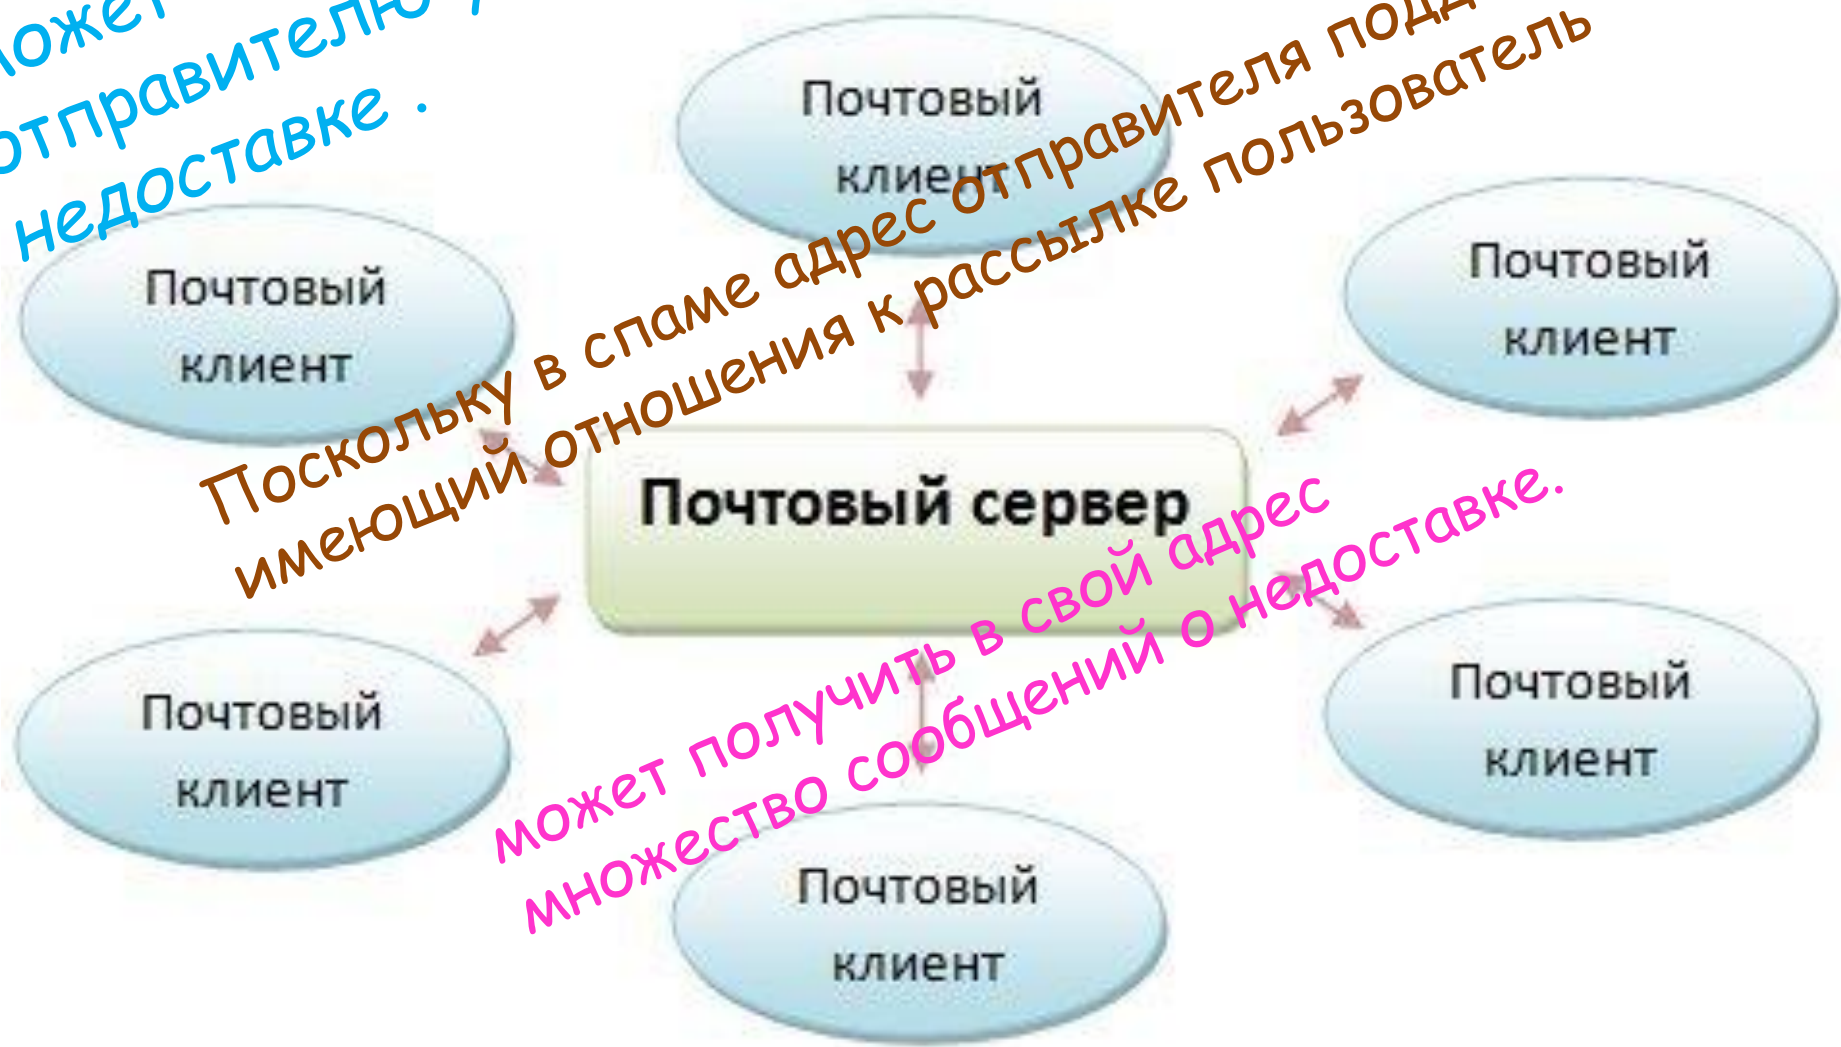 может
отправителю
недоставке .
Почтовый
клиент
Почтовый
клиент
Почтовый
клиент
Поскольку в спаме адрес отправителя
имеющий отношения к рассылке пользователь
Почтовый сервер
может получить в свой адрес
множество сообщений о недоставке.
Почтовый
клиент
Почтовый
клиент
Почтовый
клиент